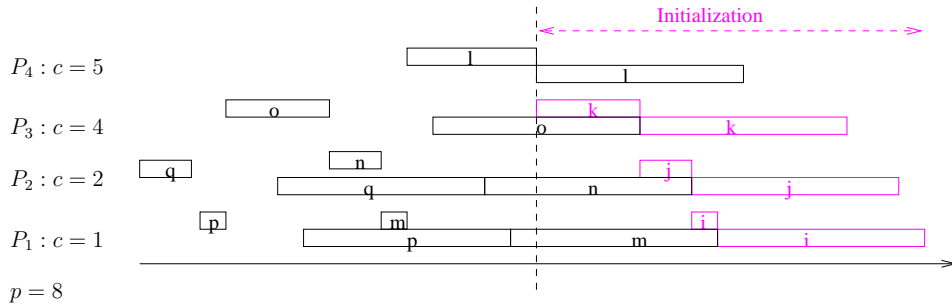 Initialization
l
P₄ : c = 5
l
o
k
P₃ : c = 4
o
k
n
q
j
P₂ : c = 2
q
n
j
p
m
i
P₁ : c = 1
p
m
i
p = 8